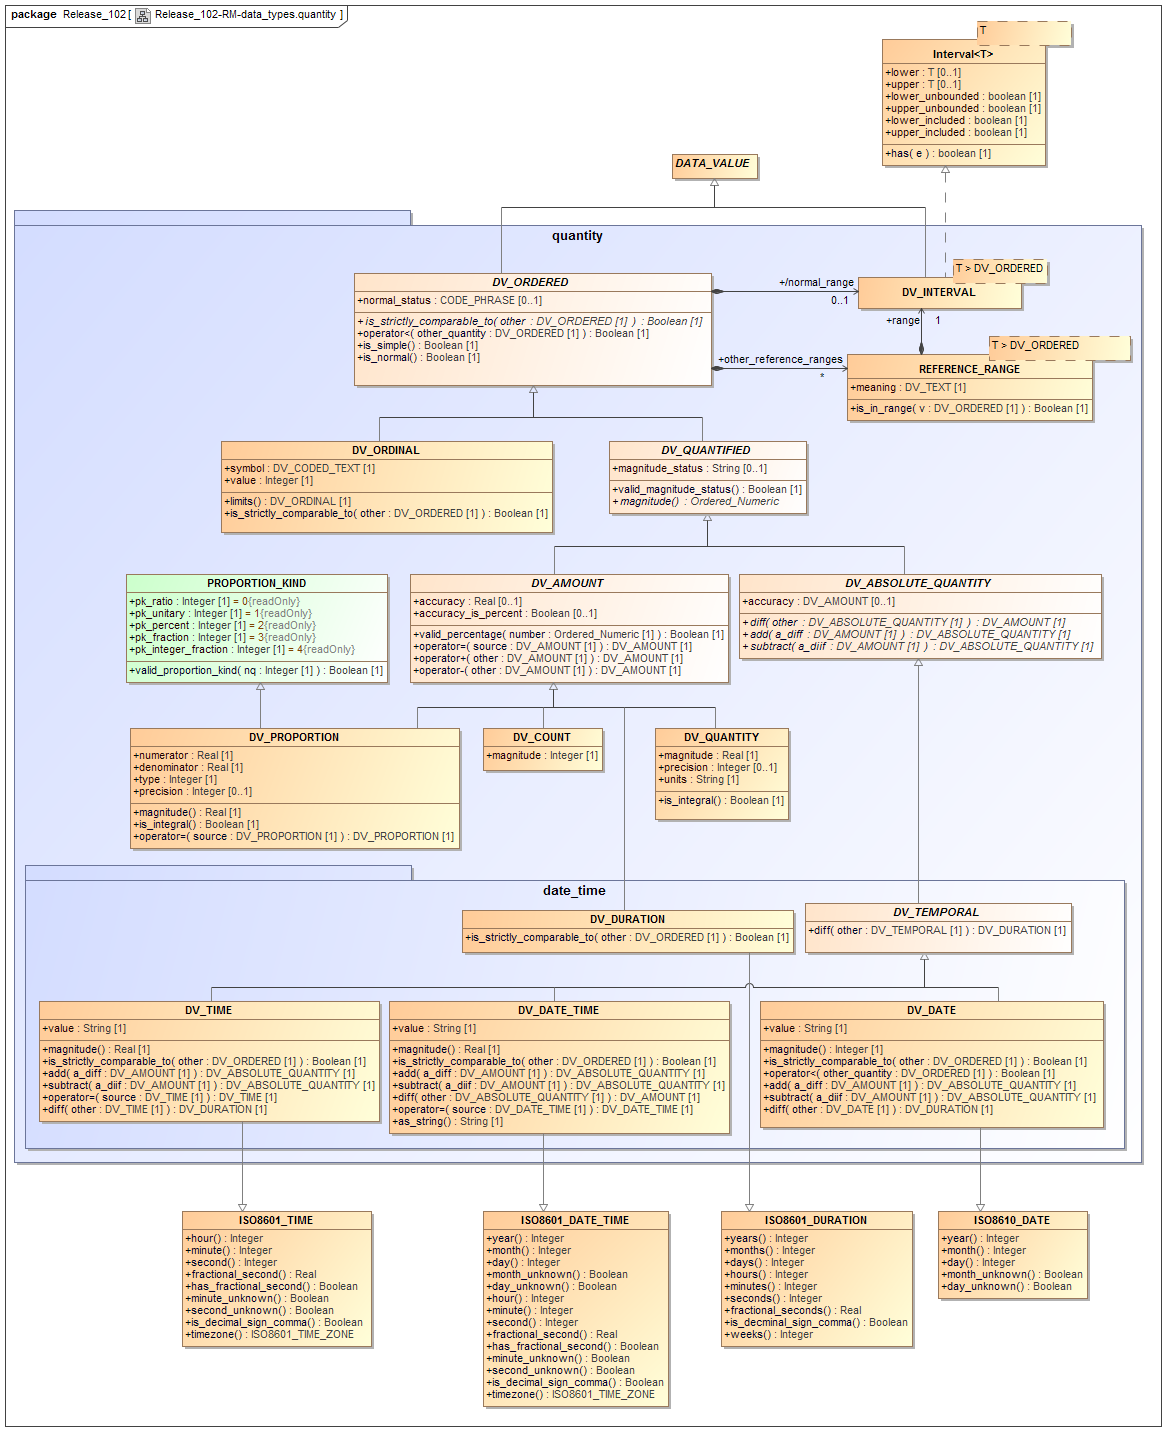 package Release_102 [ Release_102-RM-data_types.quantity ]
T
Interval<T>
+lower : T [0..1]
+upper : T [0..1]
+lower_unbounded : boolean [1]
+upper_unbounded : boolean [1]
+lower_included : boolean [1]
+upper_included : boolean [1]
+has( e ) : boolean [1]
DATA_VALUE
quantity
DV_ORDERED
+normal_status : CODE_PHRASE [0..1]
+is_strictly_comparable_to( other : DV_ORDERED [1] ) : Boolean [1]
+operator<( other_quantity : DV_ORDERED [1] ) : Boolean [1]
+is_simple() : Boolean [1]
+is_normal() : Boolean [1]
+/normal_range
0..1
T > DV_ORDERED
DV_INTERVAL
+range 1
+other_reference_ranges
*
T > DV_ORDERED
REFERENCE_RANGE
+meaning : DV_TEXT [1]
+is_in_range( v : DV_ORDERED [1] ) : Boolean [1]
DV_ORDINAL
+symbol : DV_CODED_TEXT [1]
+value : Integer [1]
+limits() : DV_ORDINAL [1]
+is_strictly_comparable_to( other : DV_ORDERED [1] ) : Boolean [1]
DV_QUANTIFIED
+magnitude_status : String [0..1]
+valid_magnitude_status() : Boolean [1]
+magnitude() : Ordered_Numeric
PROPORTION_KIND
+pk_ratio : Integer [1] = 0{readOnly}
+pk_unitary : Integer [1] = 1{readOnly}
+pk_percent : Integer [1] = 2{readOnly}
+pk_fraction : Integer [1] = 3{readOnly}
+pk_integer_fraction : Integer [1] = 4{readOnly}
+valid_proportion_kind( nq : Integer [1] ) : Boolean [1]
DV_AMOUNT
+accuracy : Real [0..1]
+accuracy_is_percent : Boolean [0..1]
+valid_percentage( number : Ordered_Numeric [1] ) : Boolean [1]
+operator=( source : DV_AMOUNT [1] ) : DV_AMOUNT [1]
+operator+( other : DV_AMOUNT [1] ) : DV_AMOUNT [1]
+operator-( other : DV_AMOUNT [1] ) : DV_AMOUNT [1]
DV_ABSOLUTE_QUANTITY
+accuracy : DV_AMOUNT [0..1]
+diff( other : DV_ABSOLUTE_QUANTITY [1] ) : DV_AMOUNT [1]
+add( a_diff : DV_AMOUNT [1] ) : DV_ABSOLUTE_QUANTITY [1]
+subtract( a_diif : DV_AMOUNT [1] ) : DV_ABSOLUTE_QUANTITY [1]
DV_PROPORTION
+numerator : Real [1]
+denominator : Real [1]
+type : Integer [1]
+precision : Integer [0..1]
+magnitude() : Real [1]
+is_integral() : Boolean [1]
+operator=( source : DV_PROPORTION [1] ) : DV_PROPORTION [1]
DV_COUNT
+magnitude : Integer [1]
DV_QUANTITY
+magnitude : Real [1]
+precision : Integer [0..1]
+units : String [1]
+is_integral() : Boolean [1]
date_time
DV_DURATION
+is_strictly_comparable_to( other : DV_ORDERED [1] ) : Boolean [1]
DV_TEMPORAL
+diff( other : DV_TEMPORAL [1] ) : DV_DURATION [1]
DV_TIME
+value : String [1]
+magnitude() : Real [1]
+is_strictly_comparable_to( other : DV_ORDERED [1] ) : Boolean [1]
+add( a_diff : DV_AMOUNT [1] ) : DV_ABSOLUTE_QUANTITY [1]
+subtract( a_diif : DV_AMOUNT [1] ) : DV_ABSOLUTE_QUANTITY [1]
+operator=( source : DV_TIME [1] ) : DV_TIME [1]
+diff( other : DV_TIME [1] ) : DV_DURATION [1]
DV_DATE_TIME
+value : String [1]
+magnitude() : Real [1]
+is_strictly_comparable_to( other : DV_ORDERED [1] ) : Boolean [1]
+add( a_diff : DV_AMOUNT [1] ) : DV_ABSOLUTE_QUANTITY [1]
+subtract( a_diif : DV_AMOUNT [1] ) : DV_ABSOLUTE_QUANTITY [1]
+diff( other : DV_ABSOLUTE_QUANTITY [1] ) : DV_AMOUNT [1]
+operator=( source : DV_DATE_TIME [1] ) : DV_DATE_TIME [1]
+as_string() : String [1]
DV_DATE
+value : String [1]
+magnitude() : Integer [1]
+is_strictly_comparable_to( other : DV_ORDERED [1] ) : Boolean [1]
+operator<( other_quantity : DV_ORDERED [1] ) : Boolean [1]
+add( a_diff : DV_AMOUNT [1] ) : DV_ABSOLUTE_QUANTITY [1]
+subtract( a_diif : DV_AMOUNT [1] ) : DV_ABSOLUTE_QUANTITY [1]
+diff( other : DV_DATE [1] ) : DV_DURATION [1]
ISO8601_TIME
+hour() : Integer
+minute() : Integer
+second() : Integer
+fractional_second() : Real
+has_fractional_second() : Boolean
+minute_unknown() : Boolean
+second_unknown() : Boolean
+is_decimal_sign_comma() : Boolean
+timezone() : ISO8601_TIME_ZONE
ISO8601_DATE_TIME
+year() : Integer
+month() : Integer
+day() : Integer
+month_unknown() : Boolean
+day_unknown() : Boolean
+hour() : Integer
+minute() : Integer
+second() : Integer
+fractional_second() : Real
+has_fractional_second() : Boolean
+minute_unknown() : Boolean
+second_unknown() : Boolean
+is_decimal_sign_comma() : Boolean
+timezone() : ISO8601_TIME_ZONE
ISO8601_DURATION
+years() : Integer
+months() : Integer
+days() : Integer
+hours() : Integer
+minutes() : Integer
+seconds() : Integer
+fractional_seconds() : Real
+is_decminal_sign_comma() : Boolean
+weeks() : Integer
ISO8610_DATE
+year() : Integer
+month() : Integer
+day() : Integer
+month_unknown() : Boolean
+day_unknown() : Boolean